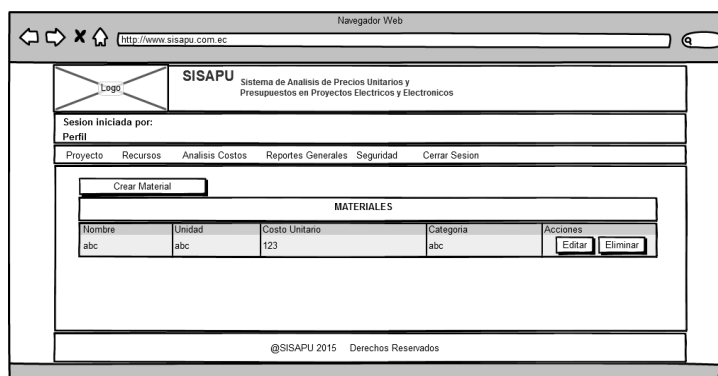 Navegador Web
http://www.sisapu.com.ec
Logo
SISAPU
Sistema de Analisis de Precios Unitarios y
Presupuestos en Proyectos Electricos y Electronicos
Sesion iniciada por:
Perfil
Proyecto Recursos Analisis Costos Reportes Generales Seguridad Cerrar Sesion
Crear Material
MATERIALES
Nombre Unidad Costo Unitario Categoria Acciones
abc abc 123 abc Editar Eliminar
@SISAPU 2015 Derechos Reservados